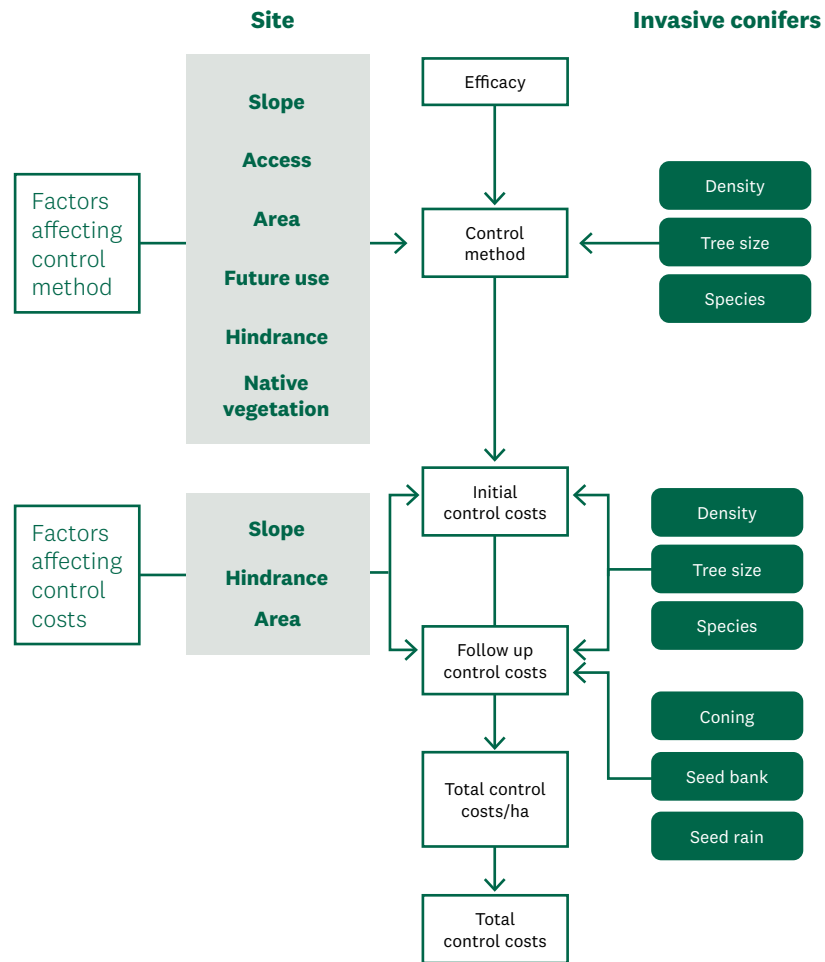 Site
Invasive conifers
Efficacy
Slope
Access
Area
Future use
Hindrance
Native
vegetation
Factors
affecting
control
method
Control
method
Density
Tree size
Species
Factors
affecting
control
costs
Slope
Hindrance
Area
Initial
control costs
Follow up
control costs
Density
Tree size
Species
Coning
Seed bank
Seed rain
Total control
costs/ha
Total
control costs